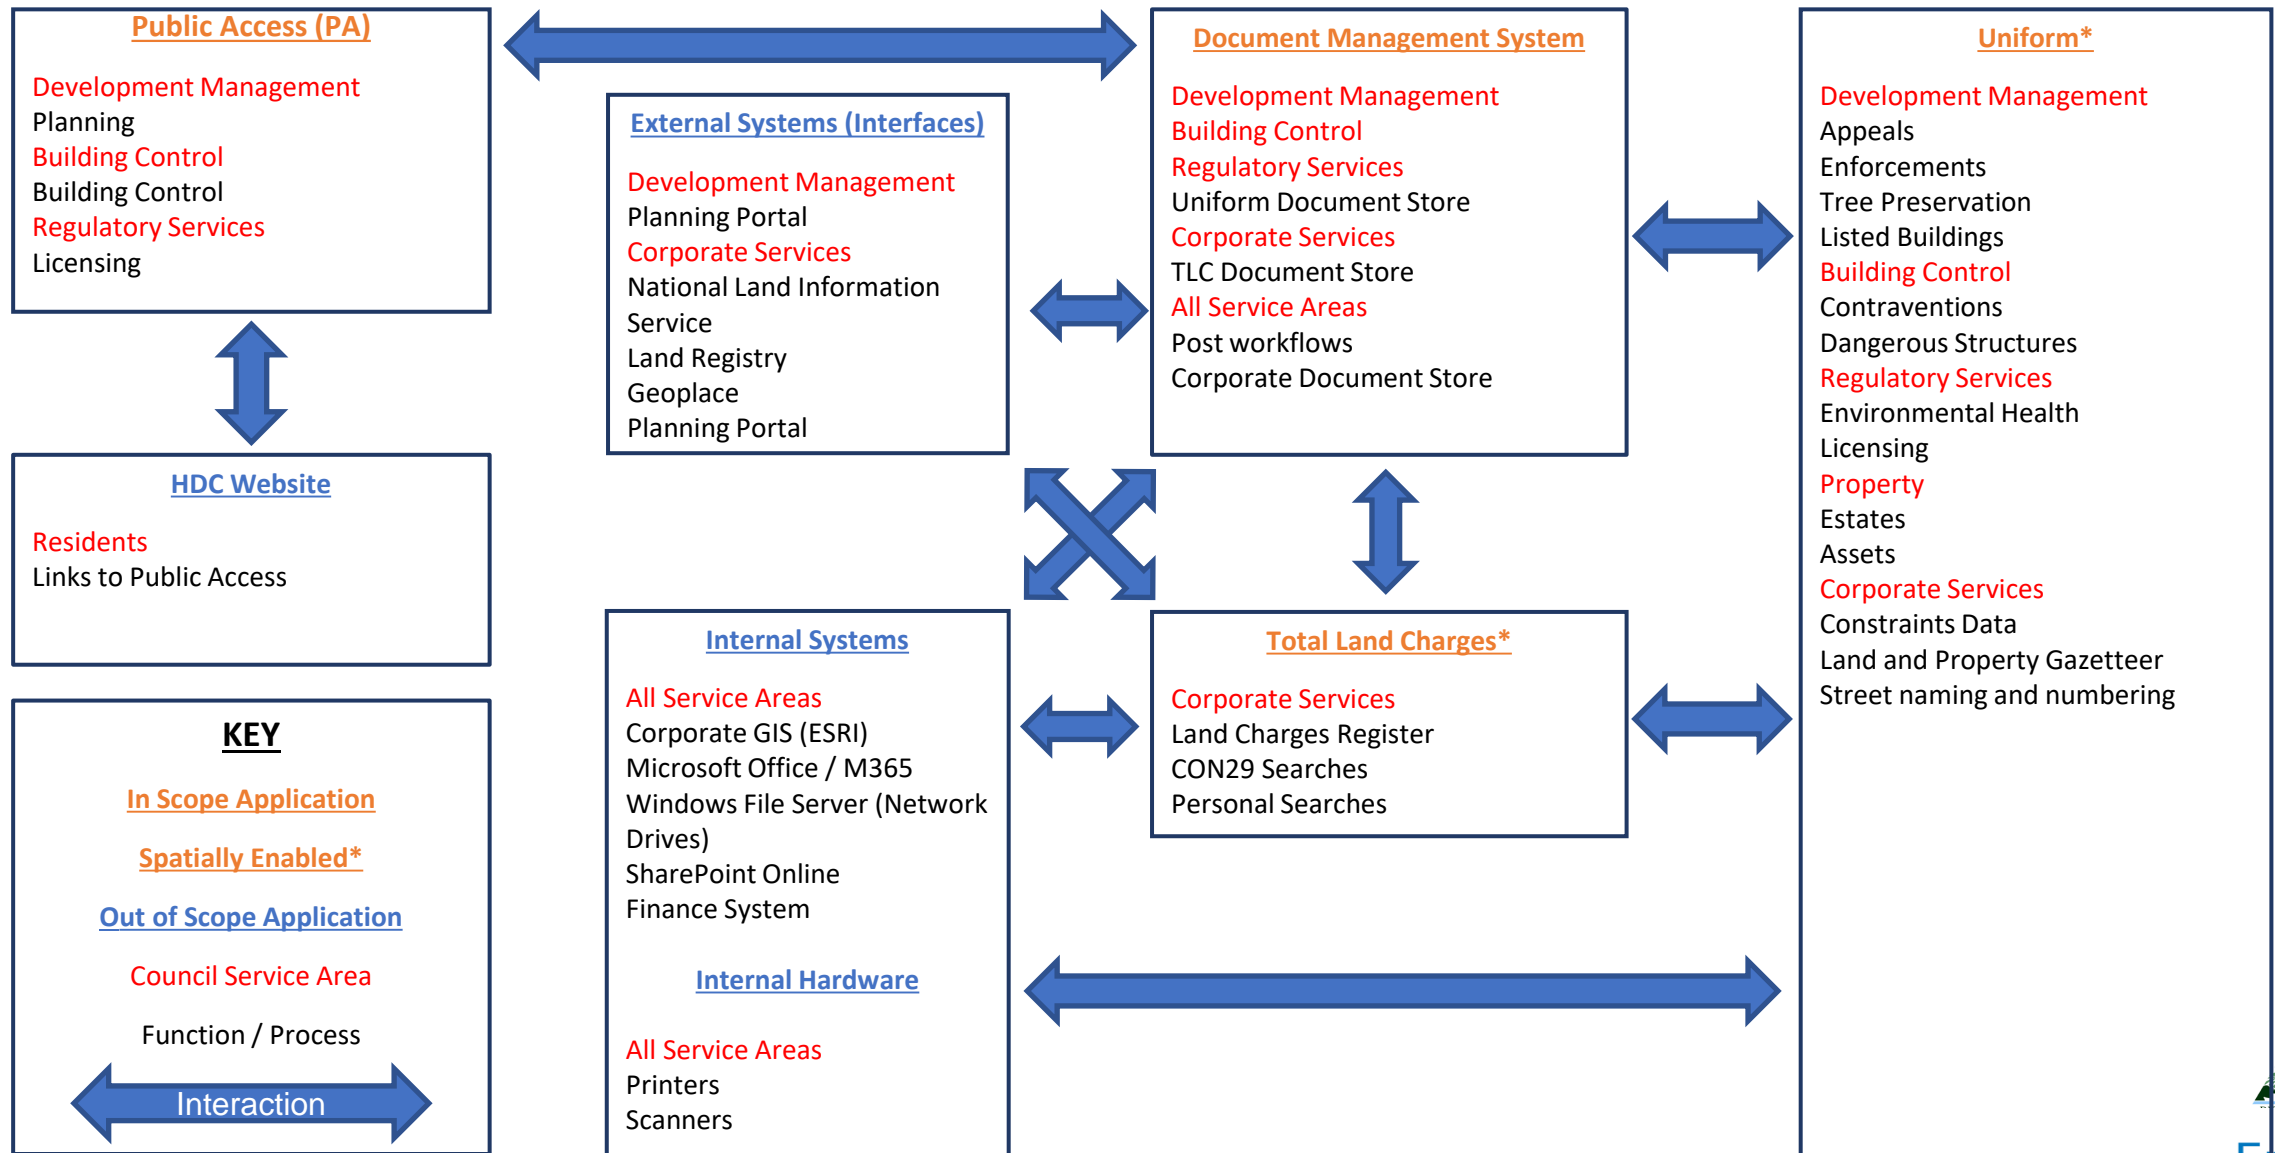 Public Access (PA)
Development Management
Planning
Building Control
Building Control
Regulatory Services
Licensing
HDC Website
Residents
Links to Public Access
KEY
In Scope Application
Spatially Enabled*
Out of Scope Application
Council Service Area
Function / Process
Interaction
External Systems (Interfaces)
Development Management
Planning Portal
Corporate Services
National Land Information
Service
Land Registry
Geoplace
Planning Portal
Internal Systems
All Service Areas
Corporate GIS (ESRI)
Microsoft Office / M365
Windows File Server (Network
Drives)
SharePoint Online
Finance System
Internal Hardware
All Service Areas
Printers
Scanners
Document Management System
Development Management
Building Control
Regulatory Services
Uniform Document Store
Corporate Services
TLC Document Store
All Service Areas
Post workflows
Corporate Document Store
Total Land Charges*
Corporate Services
Land Charges Register
CON29 Searches
Personal Searches
Uniform*
Development Management
Appeals
Enforcements
Tree Preservation
Listed Buildings
Building Control
Contraventions
Dangerous Structures
Regulatory Services
Environmental Health
Licensing
Property
Estates
Assets
Corporate Services
Constraints Data
Land and Property Gazetteer
Street naming and numbering